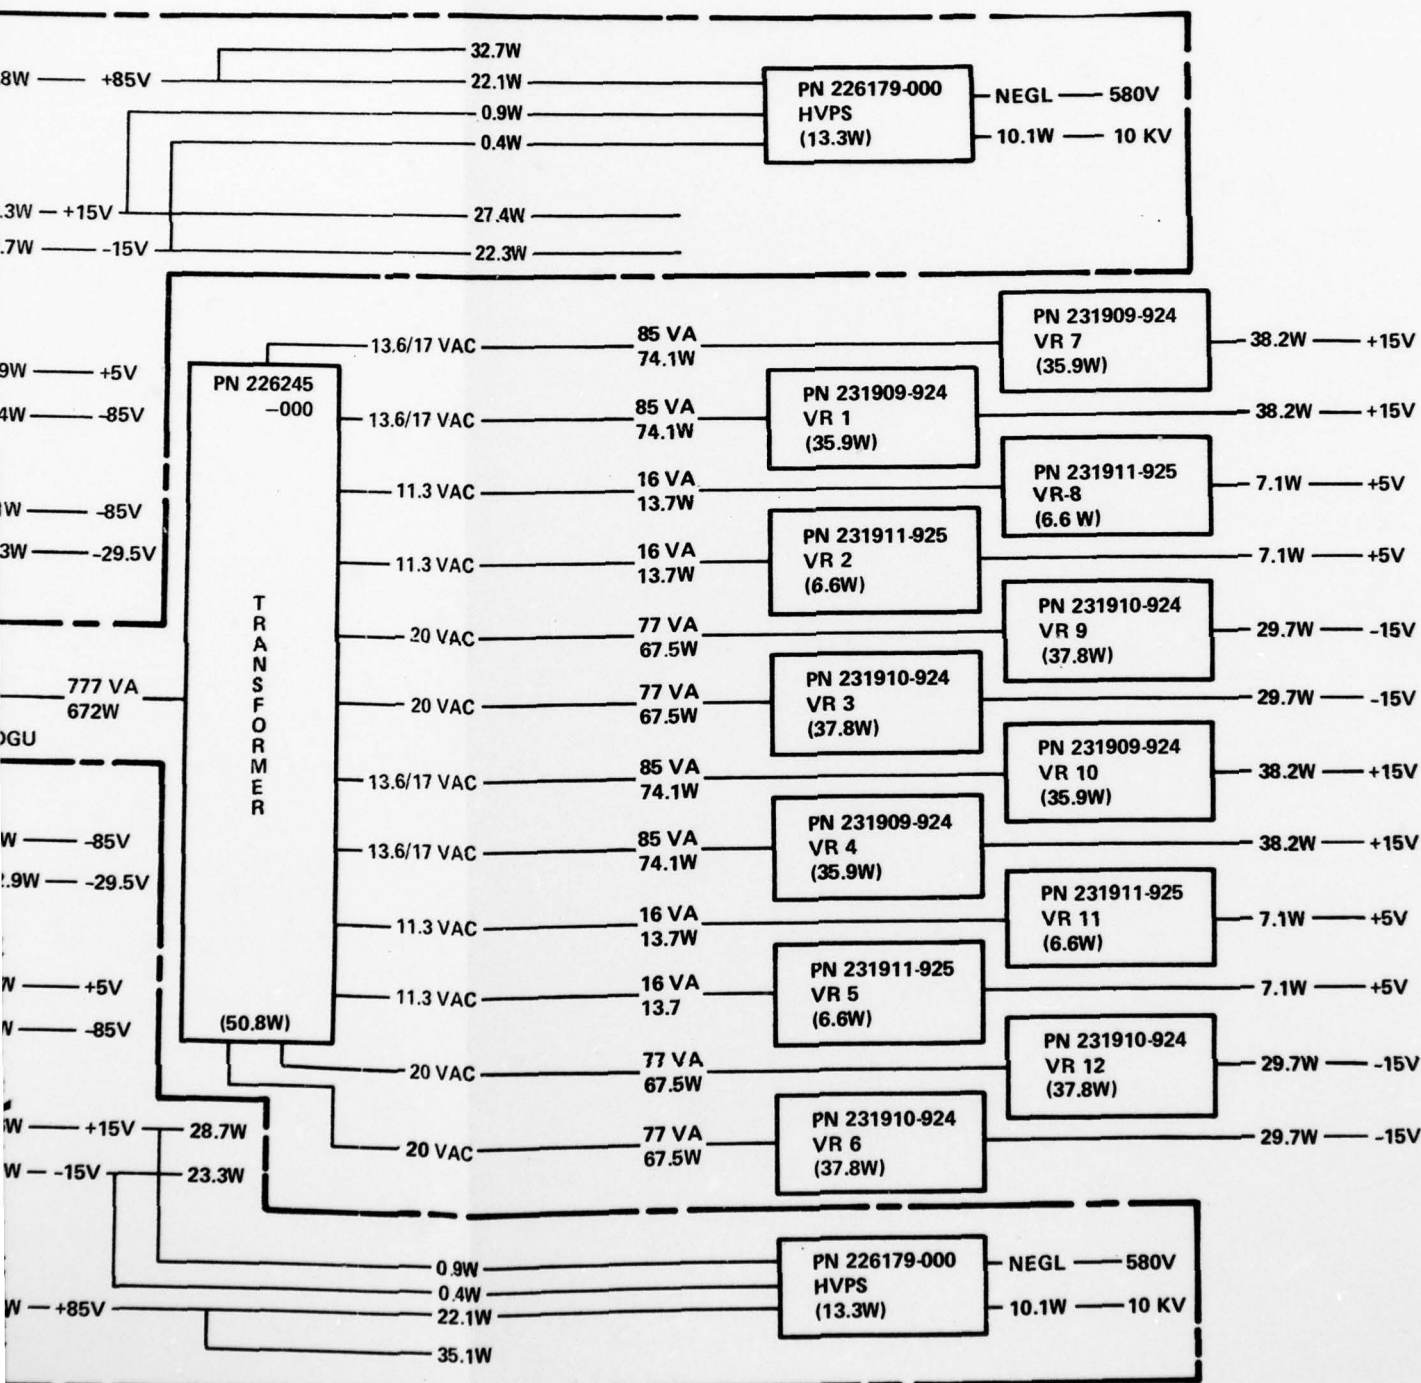 32.7W
8W +85V 22.1W PN 226179-000 NEGL 580V
0.9W HVPS
0.4W (13.3W) 10.1W 10 KV
.3W +15V 27.4W
.7W -15V 22.3W
13.6/17 VAC 85 VA 74.1W PN 231909-924 VR 7 (35.9W) 38.2W +15V
9W +5V
4W -85V
PN 226245 -000
13.6/17 VAC 85 VA 74.1W PN 231909-924 VR 1 (35.9W) 38.2W +15V
11.3 VAC 16 VA 13.7W PN 231911-925 VR-8 (6.6 W) 7.1W +5V
W -85V
3W -29.5V
11.3 VAC 16 VA 13.7W PN 231911-925 VR 2 (6.6W) 7.1W +5V
TRANSFORMER
20 VAC 77 VA 67.5W PN 231910-924 VR 9 (37.8W) 29.7W -15V
777 VA
672W
20 VAC 77 VA 67.5W PN 231910-924 VR 3 (37.8W) 29.7W -15V
OGU
13.6/17 VAC 85 VA 74.1W PN 231909-924 VR 10 (35.9W) 38.2W +15V
W -85V
13.6/17 VAC 85 VA 74.1W PN 231909-924 VR 4 (35.9W) 38.2W +15V
.9W -29.5V
11.3 VAC 16 VA 13.7W PN 231911-925 VR 11 (6.6W) 7.1W +5V
W +5V
11.3 VAC 16 VA 13.7 PN 231911-925 VR 5 (6.6W) 7.1W +5V
W -85V
(50.8W)
20 VAC 77 VA 67.5W PN 231910-924 VR 12 (37.8W) 29.7W -15V
W +15V 28.7W
20 VAC 77 VA 67.5W PN 231910-924 VR 6 (37.8W) 29.7W -15V
W -15V 23.3W
0.9W PN 226179-000 NEGL 580V
0.4W HVPS
W +85V 22.1W (13.3W) 10.1W 10 KV
35.1W